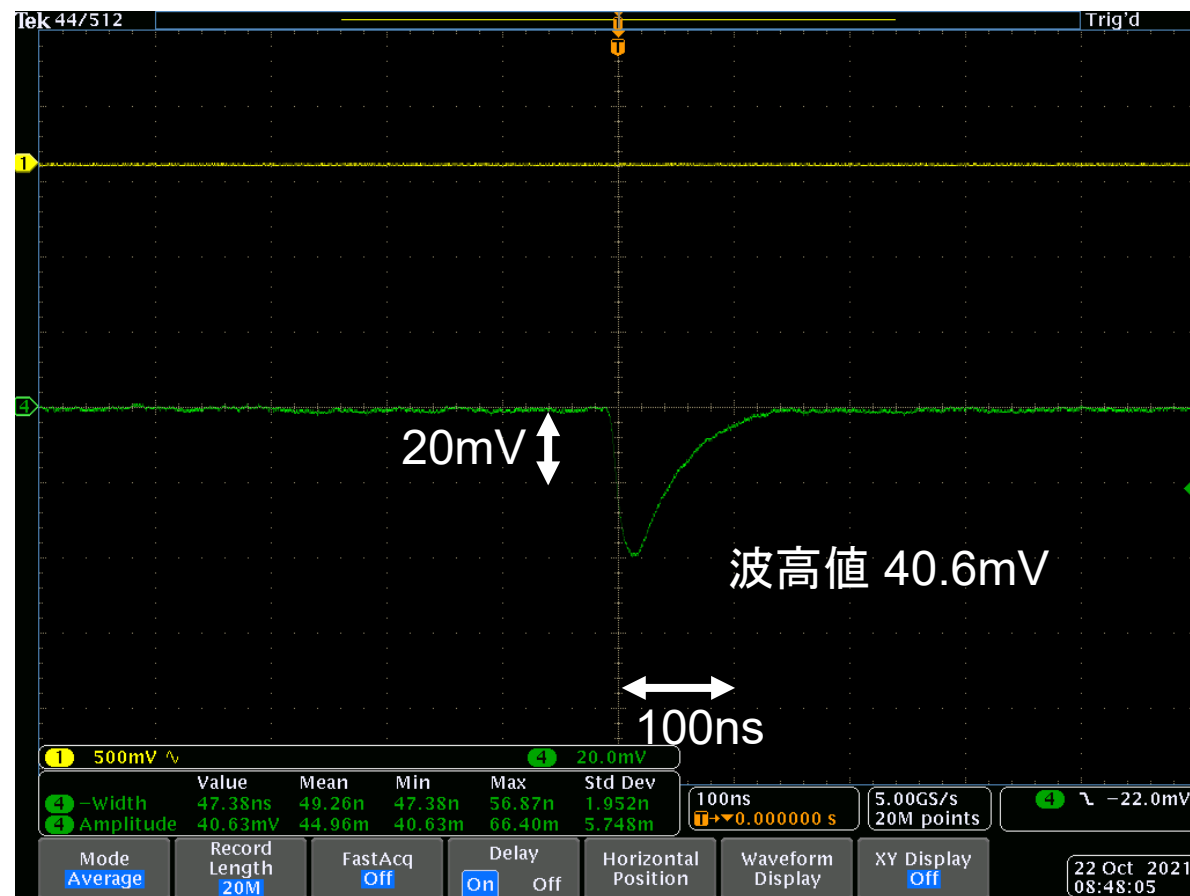 Tek 44/512 Trig'd
T
T
1
4
20mV
波高値 40.6mV
100ns
1 500mV 4 20.0mV
Value Mean Min Max Std Dev
4 −Width 47.38ns 49.26n 47.38n 56.87n 1.952n
4 Amplitude 40.63mV 44.96m 40.63m 66.40m 5.748m
100ns
T→▼0.000000 s
5.00GS/s
20M points
4 −22.0mV
Mode
Average
Record
Length
20M
FastAcq
Off
Delay
On Off
Horizontal
Position
Waveform
Display
XY Display
Off
22 Oct 2021
08:48:05